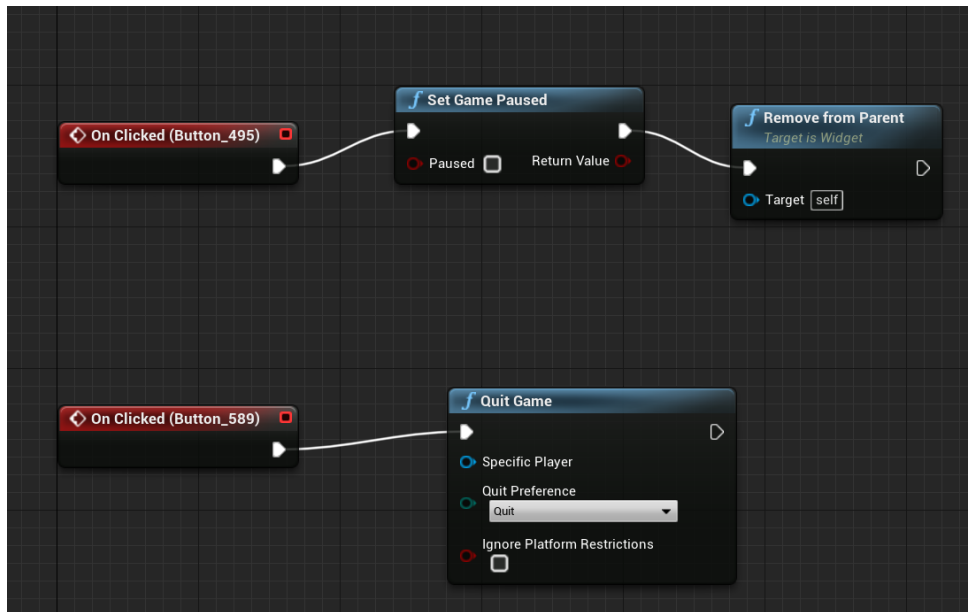 On Clicked (Button_495)
f Set Game Paused
Paused
Return Value
f Remove from Parent
Target is Widget
Target self
On Clicked (Button_589)
f Quit Game
Specific Player
Quit Preference
Quit
Ignore Platform Restrictions